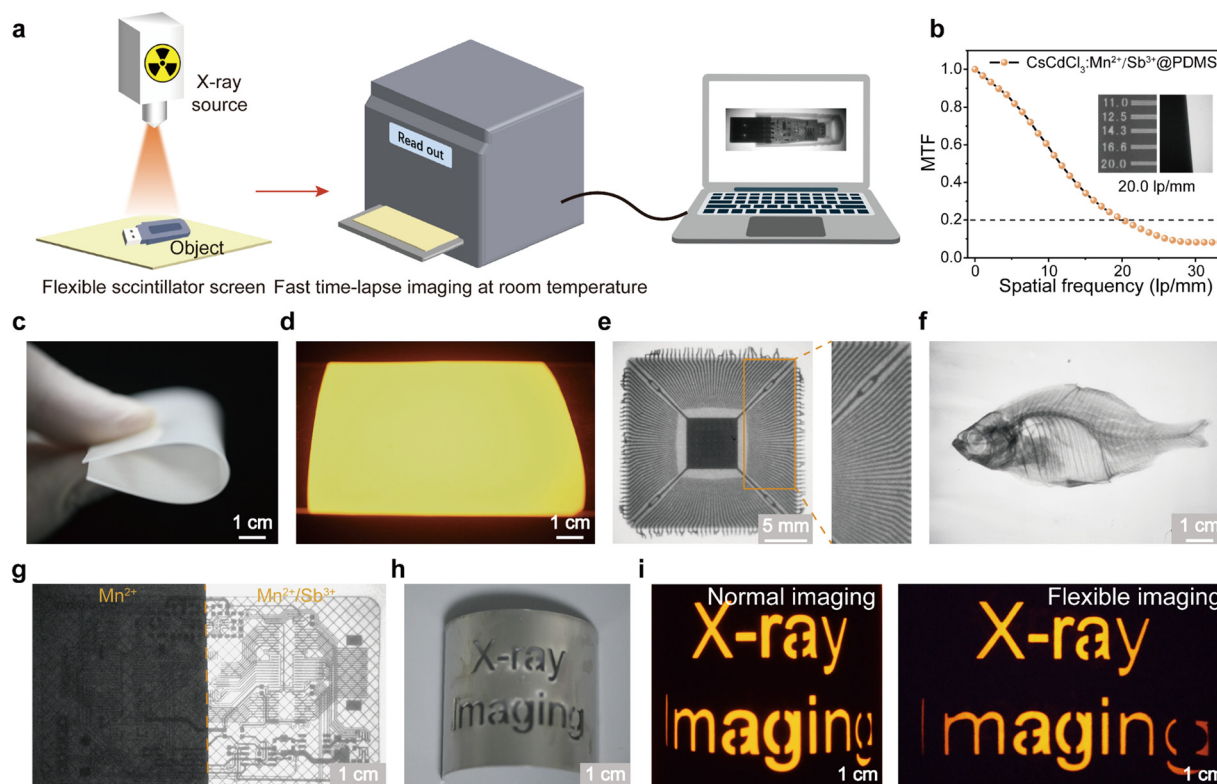 a
X-ray
source
Object
Flexible sccintillator screen
Read out
Fast time-lapse imaging at room temperature
b
CsCdCl₃:Mn²⁺/Sb³⁺@PDMS
MTF
1.0
0.8
0.6
0.4
0.2
0.0
11.0
12.5
14.3
16.6
20.0
20.0 lp/mm
0 10 20 30
Spatial frequency (lp/mm)
c
1 cm
d
1 cm
e
5 mm
f
1 cm
g
Mn²⁺
Mn²⁺/Sb³⁺
1 cm
h
X-ray
Imaging
1 cm
i
Normal imaging
X-ray
Imaging
1 cm
Flexible imaging
X-ray
Imaging
1 cm